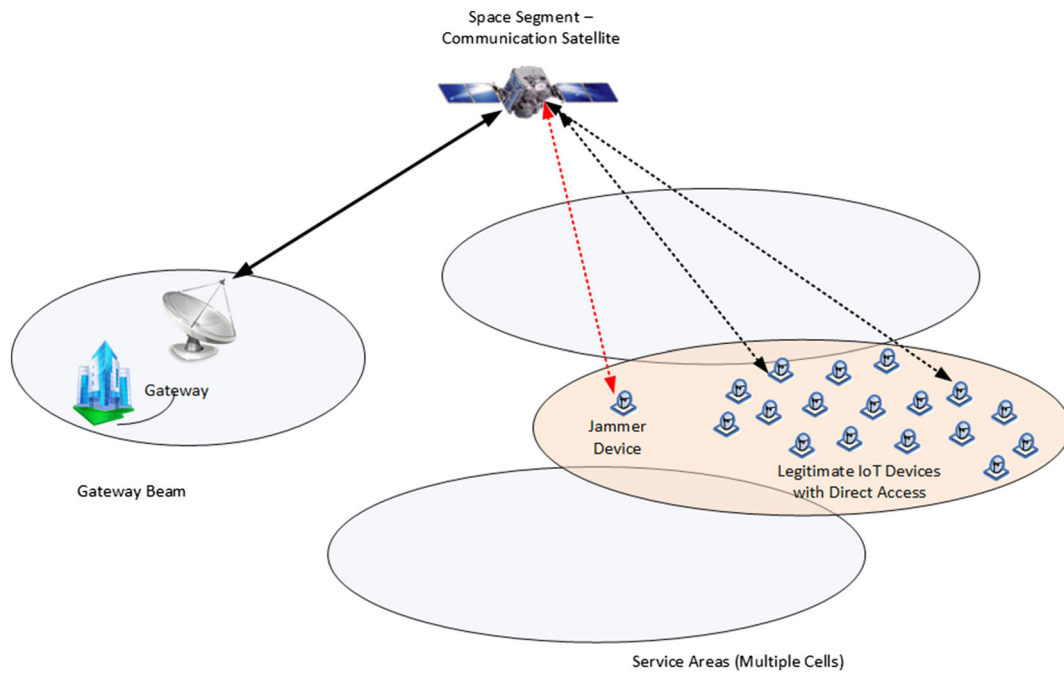 Space Segment –
Communication Satellite
Gateway
Jammer
Device
Legitimate IoT Devices
with Direct Access
Gateway Beam
Service Areas (Multiple Cells)